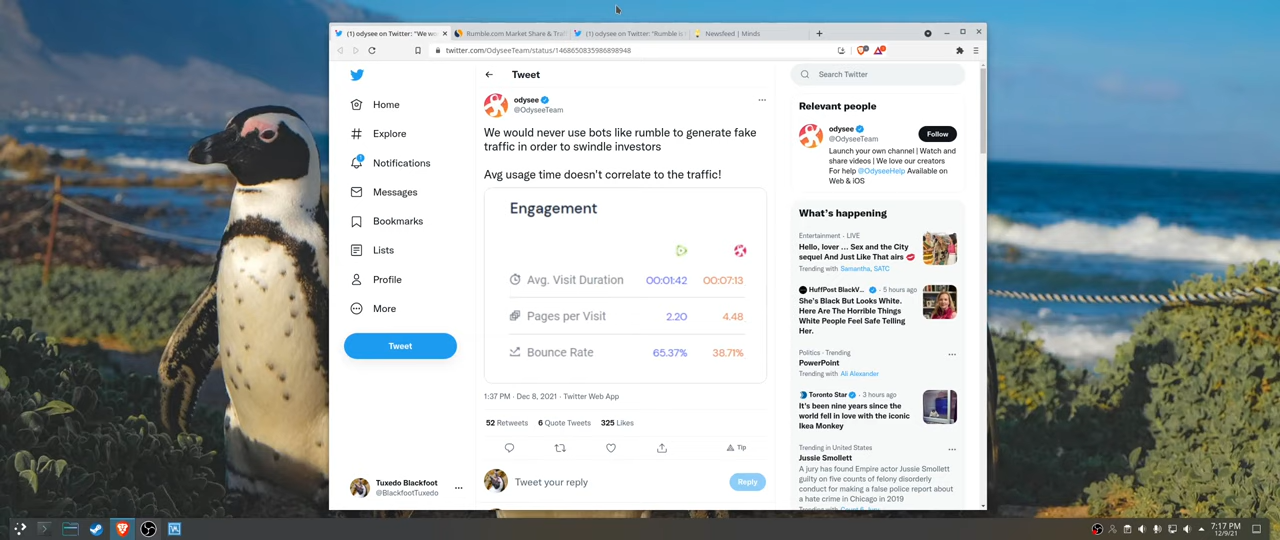 (1) odysee on Twitter: "We wo
Rumble.com Market Share & Tra
(1) odysee on Twitter: "Rumble is
Newsfeed | Minds
twitter.com/OdyseeTeam/status/1468650835986898948
Home
Explore
1
Notifications
Messages
Bookmarks
Lists
Profile
More
Tweet
Tuxedo Blackfoot
@BlackfootTuxedo
Tweet
odysee
@OdyseeTeam
We would never use bots like rumble to generate fake
traffic in order to swindle investors
Avg usage time doesn't correlate to the traffic!
Engagement
Avg. Visit Duration 00:01:42 00:07:13
Pages per Visit 2.20 4.48
Bounce Rate 65.37% 38.71%
1:37 PM · Dec 8, 2021 · Twitter Web App
52 Retweets 6 Quote Tweets 325 Likes
Tip
Tweet your reply
Reply
Search Twitter
Relevant people
odysee
@OdyseeTeam
Follow
Launch your own channel | Watch and
share videos | We love our creators
For help @OdyseeHelp Available on
Web & iOS
What's happening
Entertainment · LIVE
Hello, lover ... Sex and the City
sequel And Just Like That airs 💋
Trending with Samantha, SATC
HuffPost BlackV... · 5 hours ago
She's Black But Looks White.
Here Are The Horrible Things
White People Feel Safe Telling
Her.
Politics · Trending
PowerPoint
Trending with Ali Alexander
Toronto Star · 3 hours ago
It's been nine years since the
world fell in love with the iconic
Ikea Monkey
Trending in United States
Jussie Smollett
A jury has found Empire actor Jussie Smollett
guilty on five counts of felony disorderly
conduct for making a false police report about
a hate crime in Chicago in 2019
7:17 PM
12/9/21